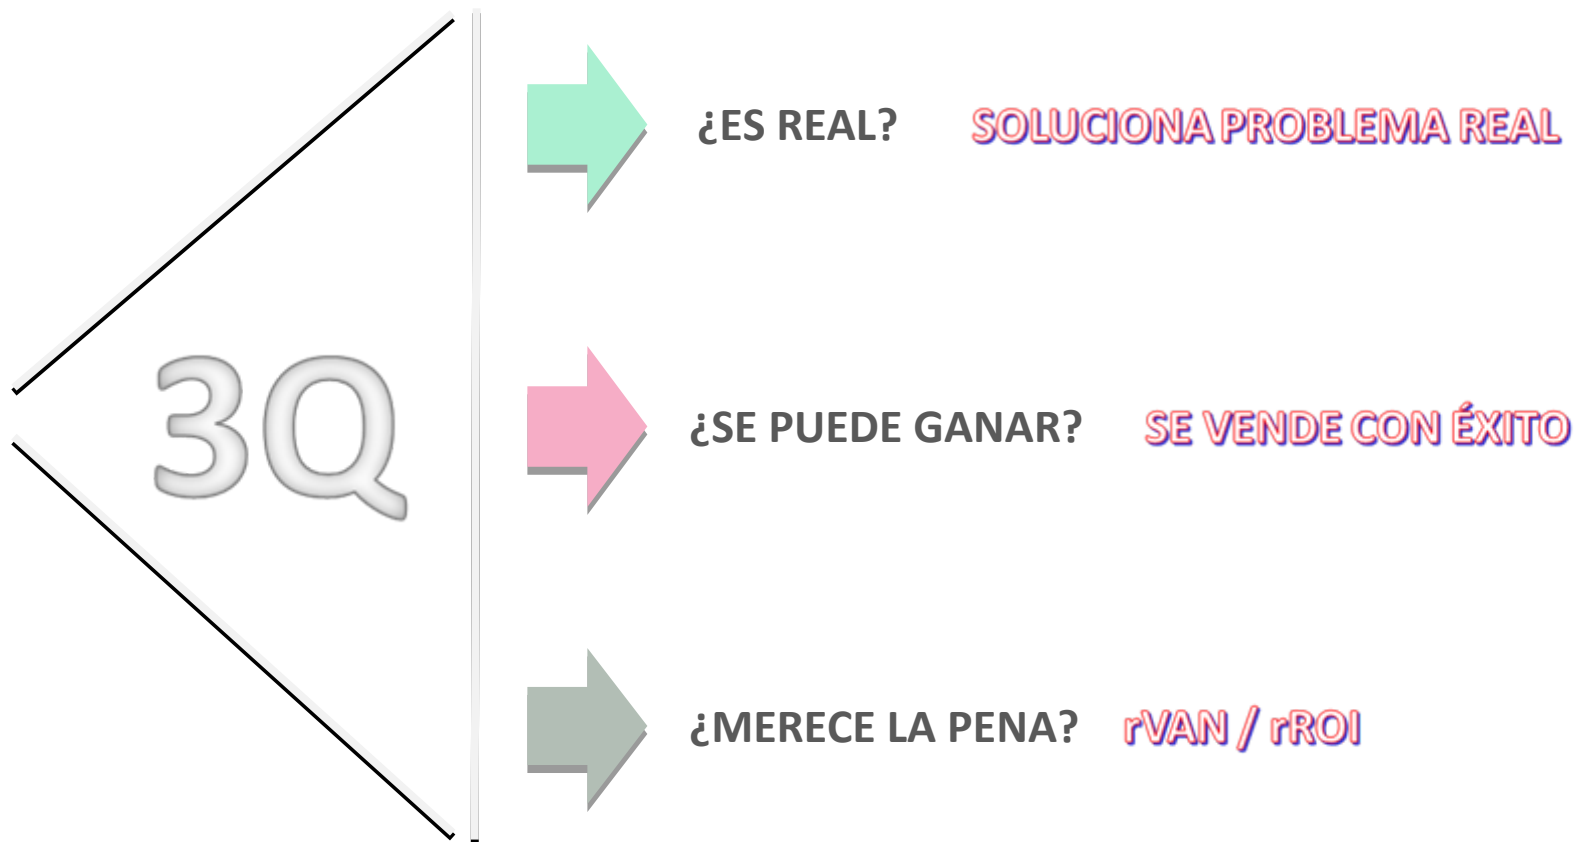 3Q
¿ES REAL? SOLUCIONA PROBLEMA REAL
¿SE PUEDE GANAR? SE VENDE CON ÉXITO
¿MERECE LA PENA? rVAN / rROI